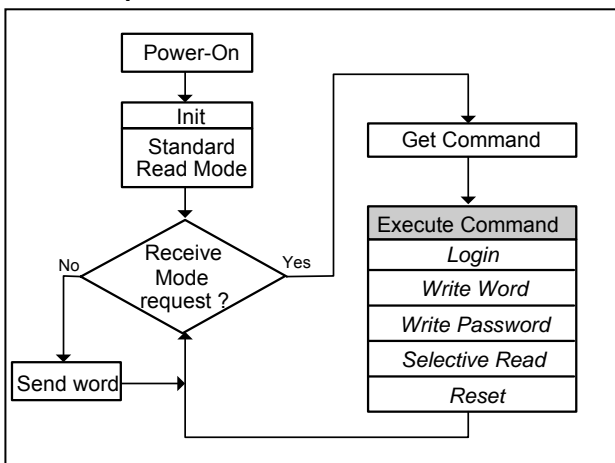 Power-On
Init
Standard
Read Mode
Receive
Mode
request ?
No
Yes
Send word
Get Command
Execute Command
Login
Write Word
Write Password
Selective Read
Reset